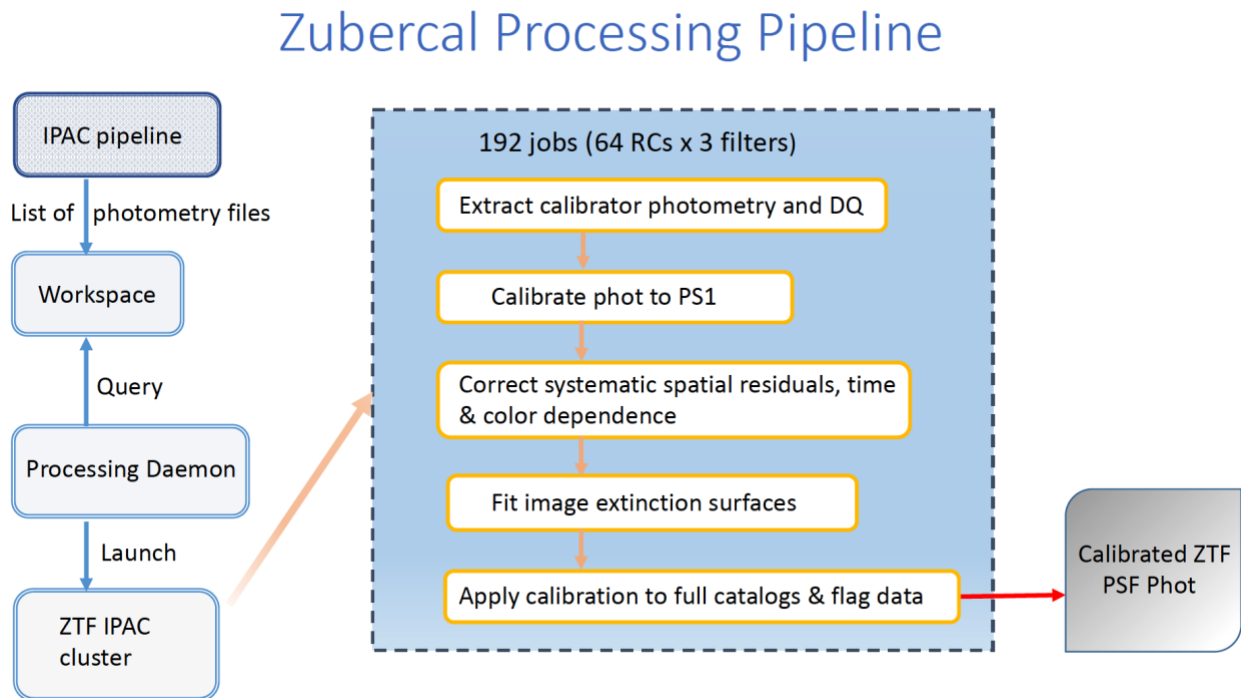 Zubercal Processing Pipeline
IPAC pipeline
List of photometry files
Workspace
Query
Processing Daemon
Launch
ZTF IPAC
cluster
192 jobs (64 RCs x 3 filters)
Extract calibrator photometry and DQ
Calibrate phot to PS1
Correct systematic spatial residuals, time
& color dependence
Fit image extinction surfaces
Apply calibration to full catalogs & flag data
Calibrated ZTF
PSF Phot